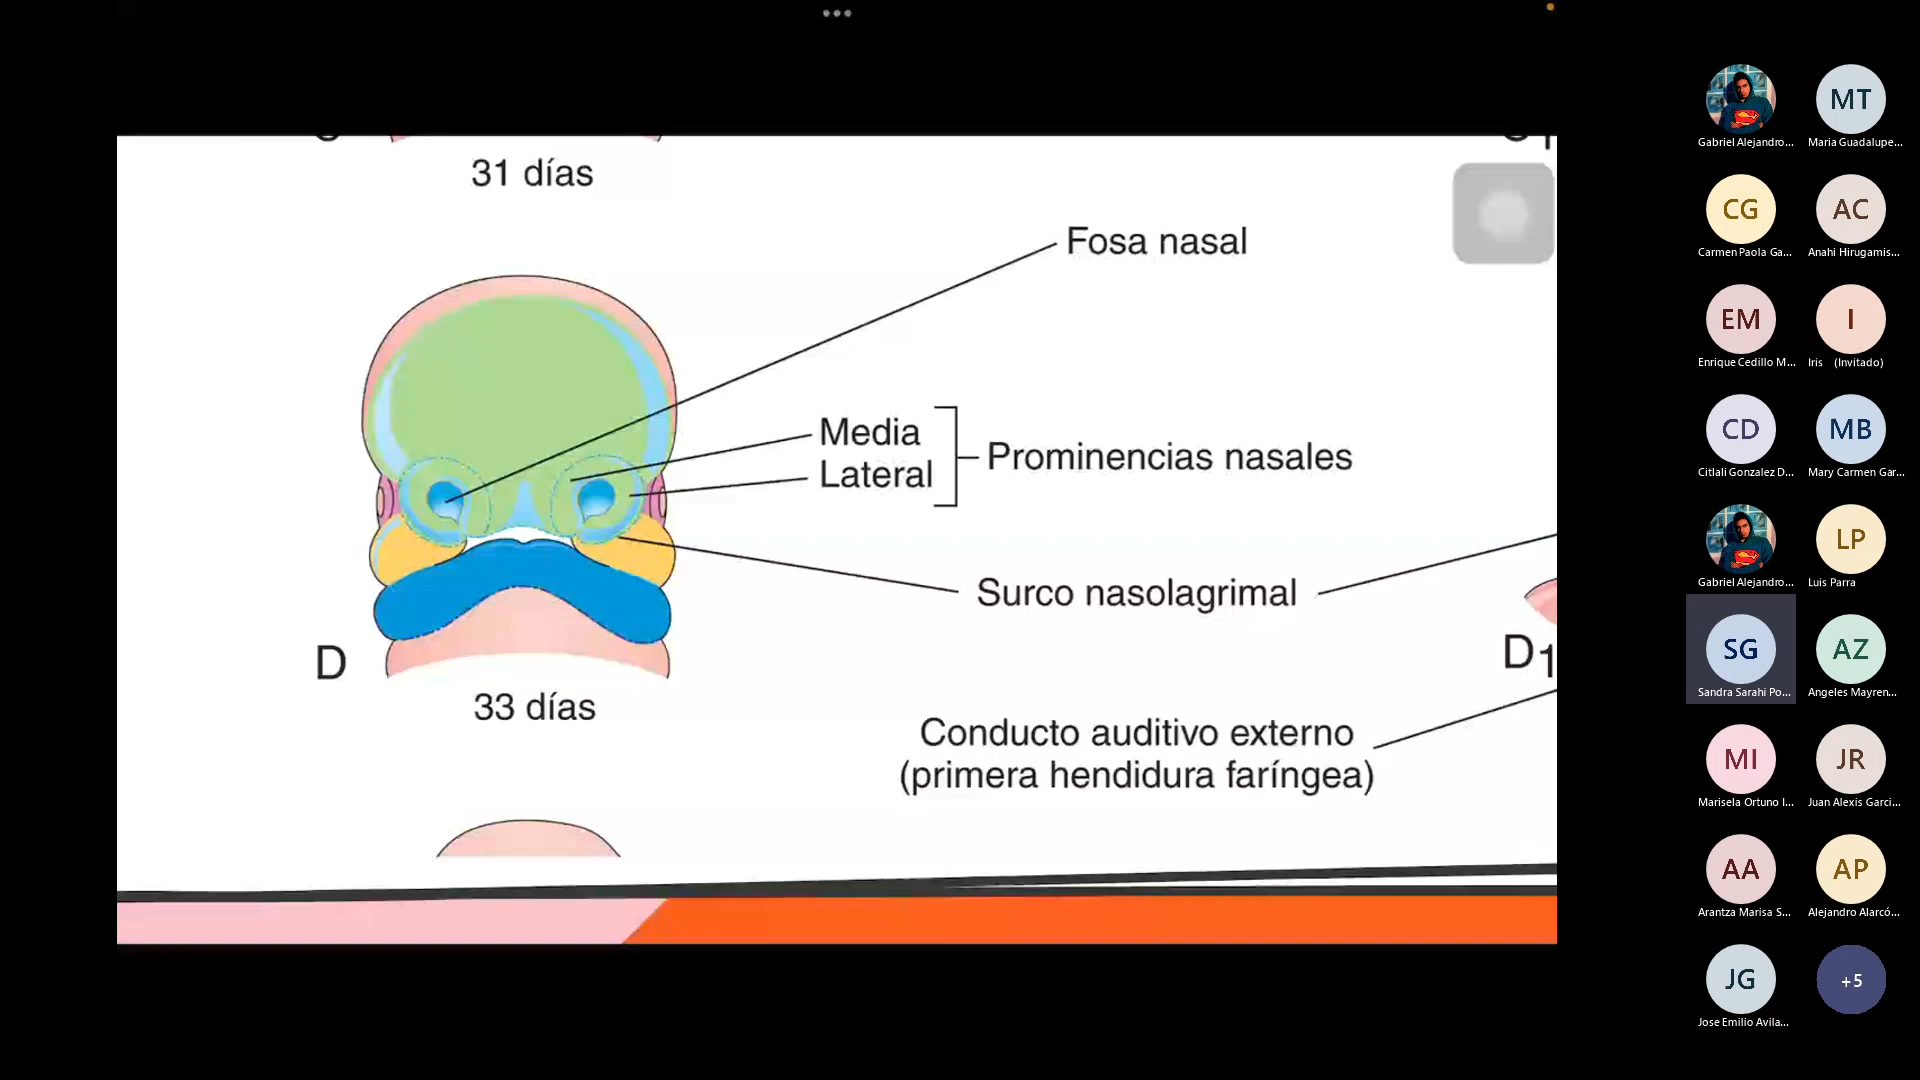 31 días
Fosa nasal
Media
Lateral
Prominencias nasales
Surco nasolagrimal
D
D1
33 días
Conducto auditivo externo
(primera hendidura faríngea)
MT
Gabriel Alejandro...
Maria Guadalupe...
CG
AC
Carmen Paola Ga...
Anahi Hirugamis...
EM
I
Enrique Cedillo M...
Iris (Invitado)
CD
MB
Citlali Gonzalez D...
Mary Carmen Gar...
LP
Gabriel Alejandro...
Luis Parra
SG
AZ
Sandra Sarahi Po...
Angeles Mayren...
MI
JR
Marisela Ortuno I...
Juan Alexis Garci...
AA
AP
Arantza Marisa S...
Alejandro Alarcó...
JG
+5
Jose Emilio Avila...